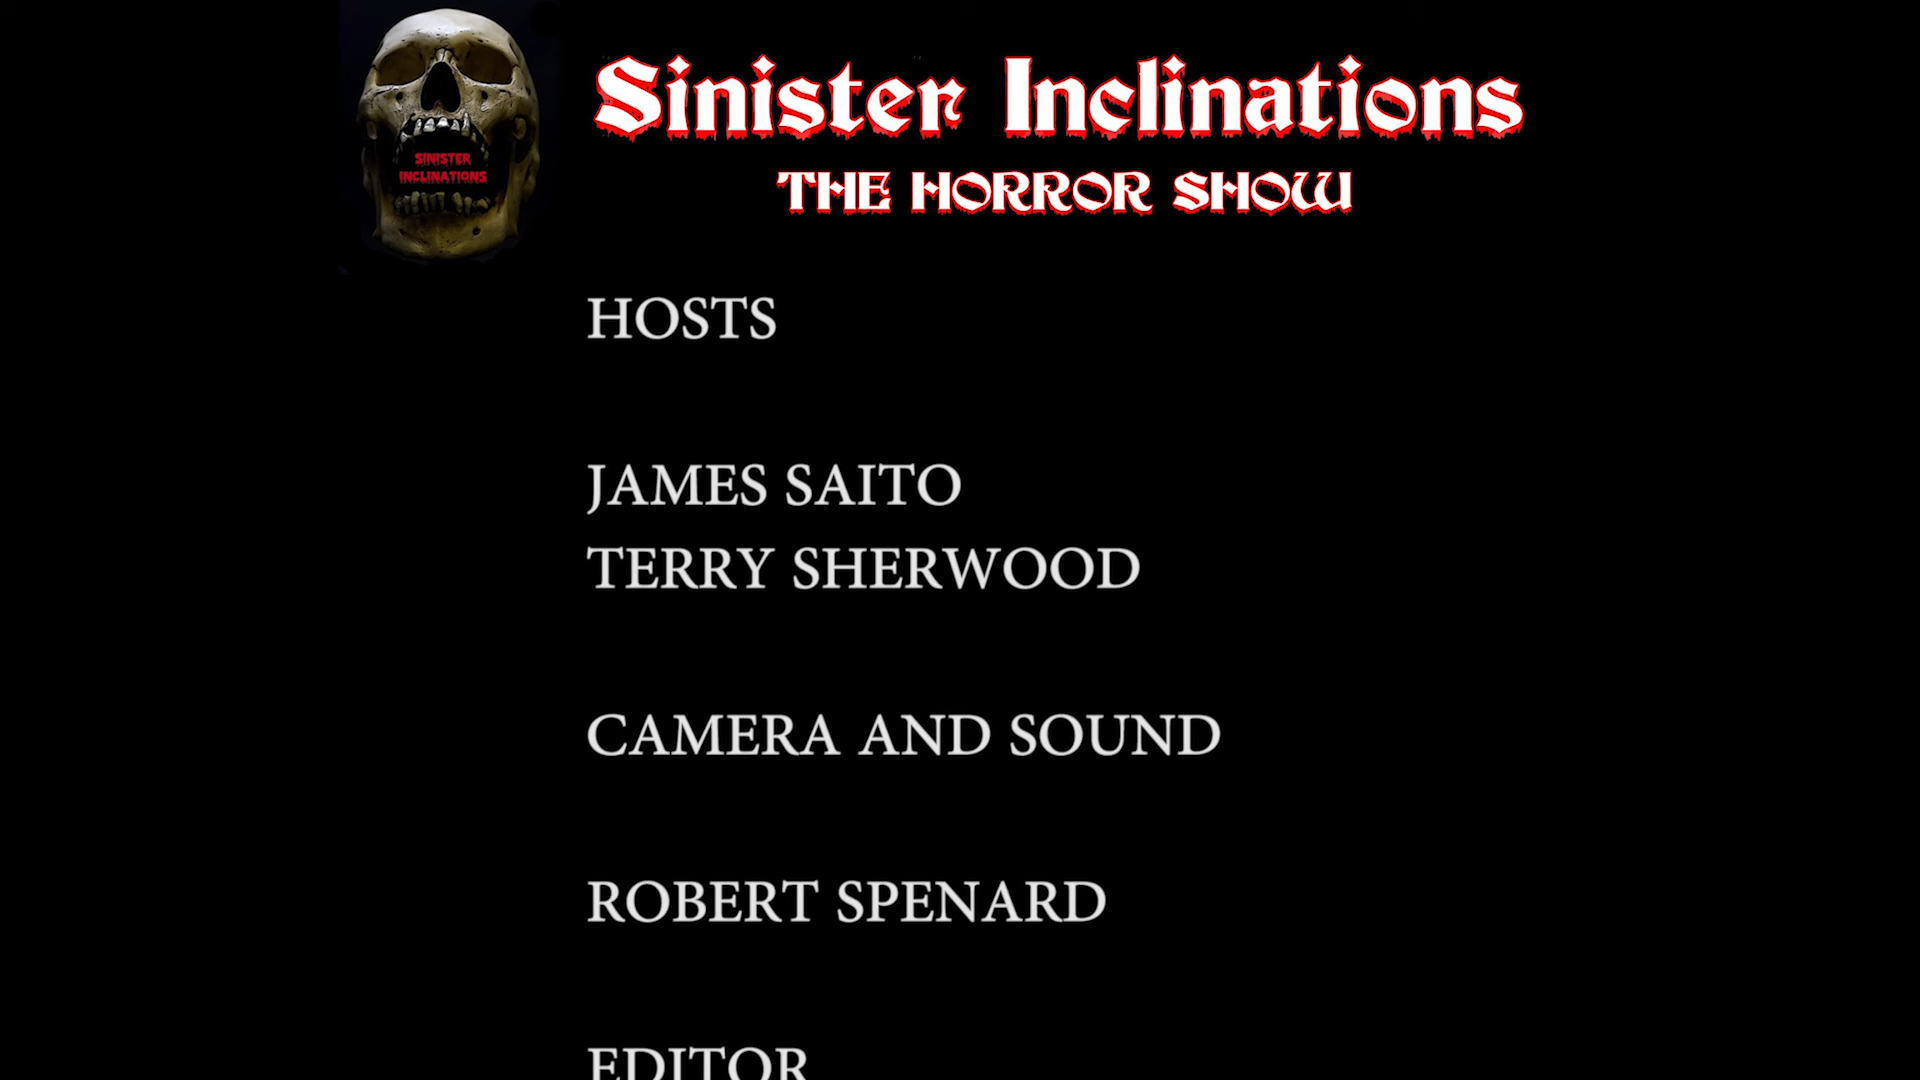 SINISTER
INCLINATIONS
Sinister Inclinations
THE HORROR SHOW
HOSTS
JAMES SAITO
TERRY SHERWOOD
CAMERA AND SOUND
ROBERT SPENARD
EDITOR